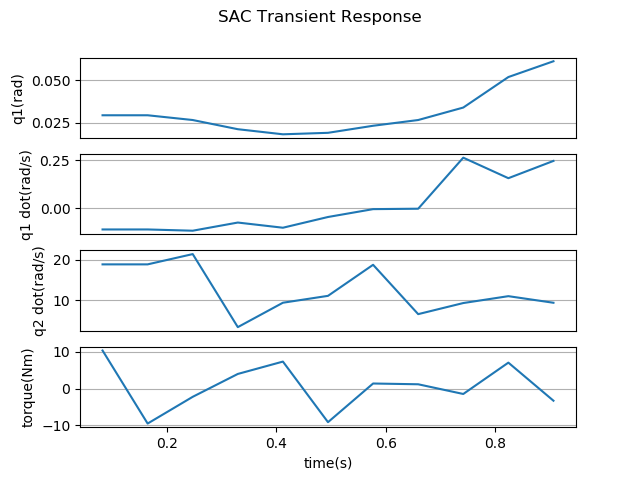 SAC Transient Response
q1(rad)
0.050
0.025
q1 dot(rad/s)
0.25
0.00
q2 dot(rad/s)
20
10
torque(Nm)
10
0
−10
0.2 0.4 0.6 0.8
time(s)